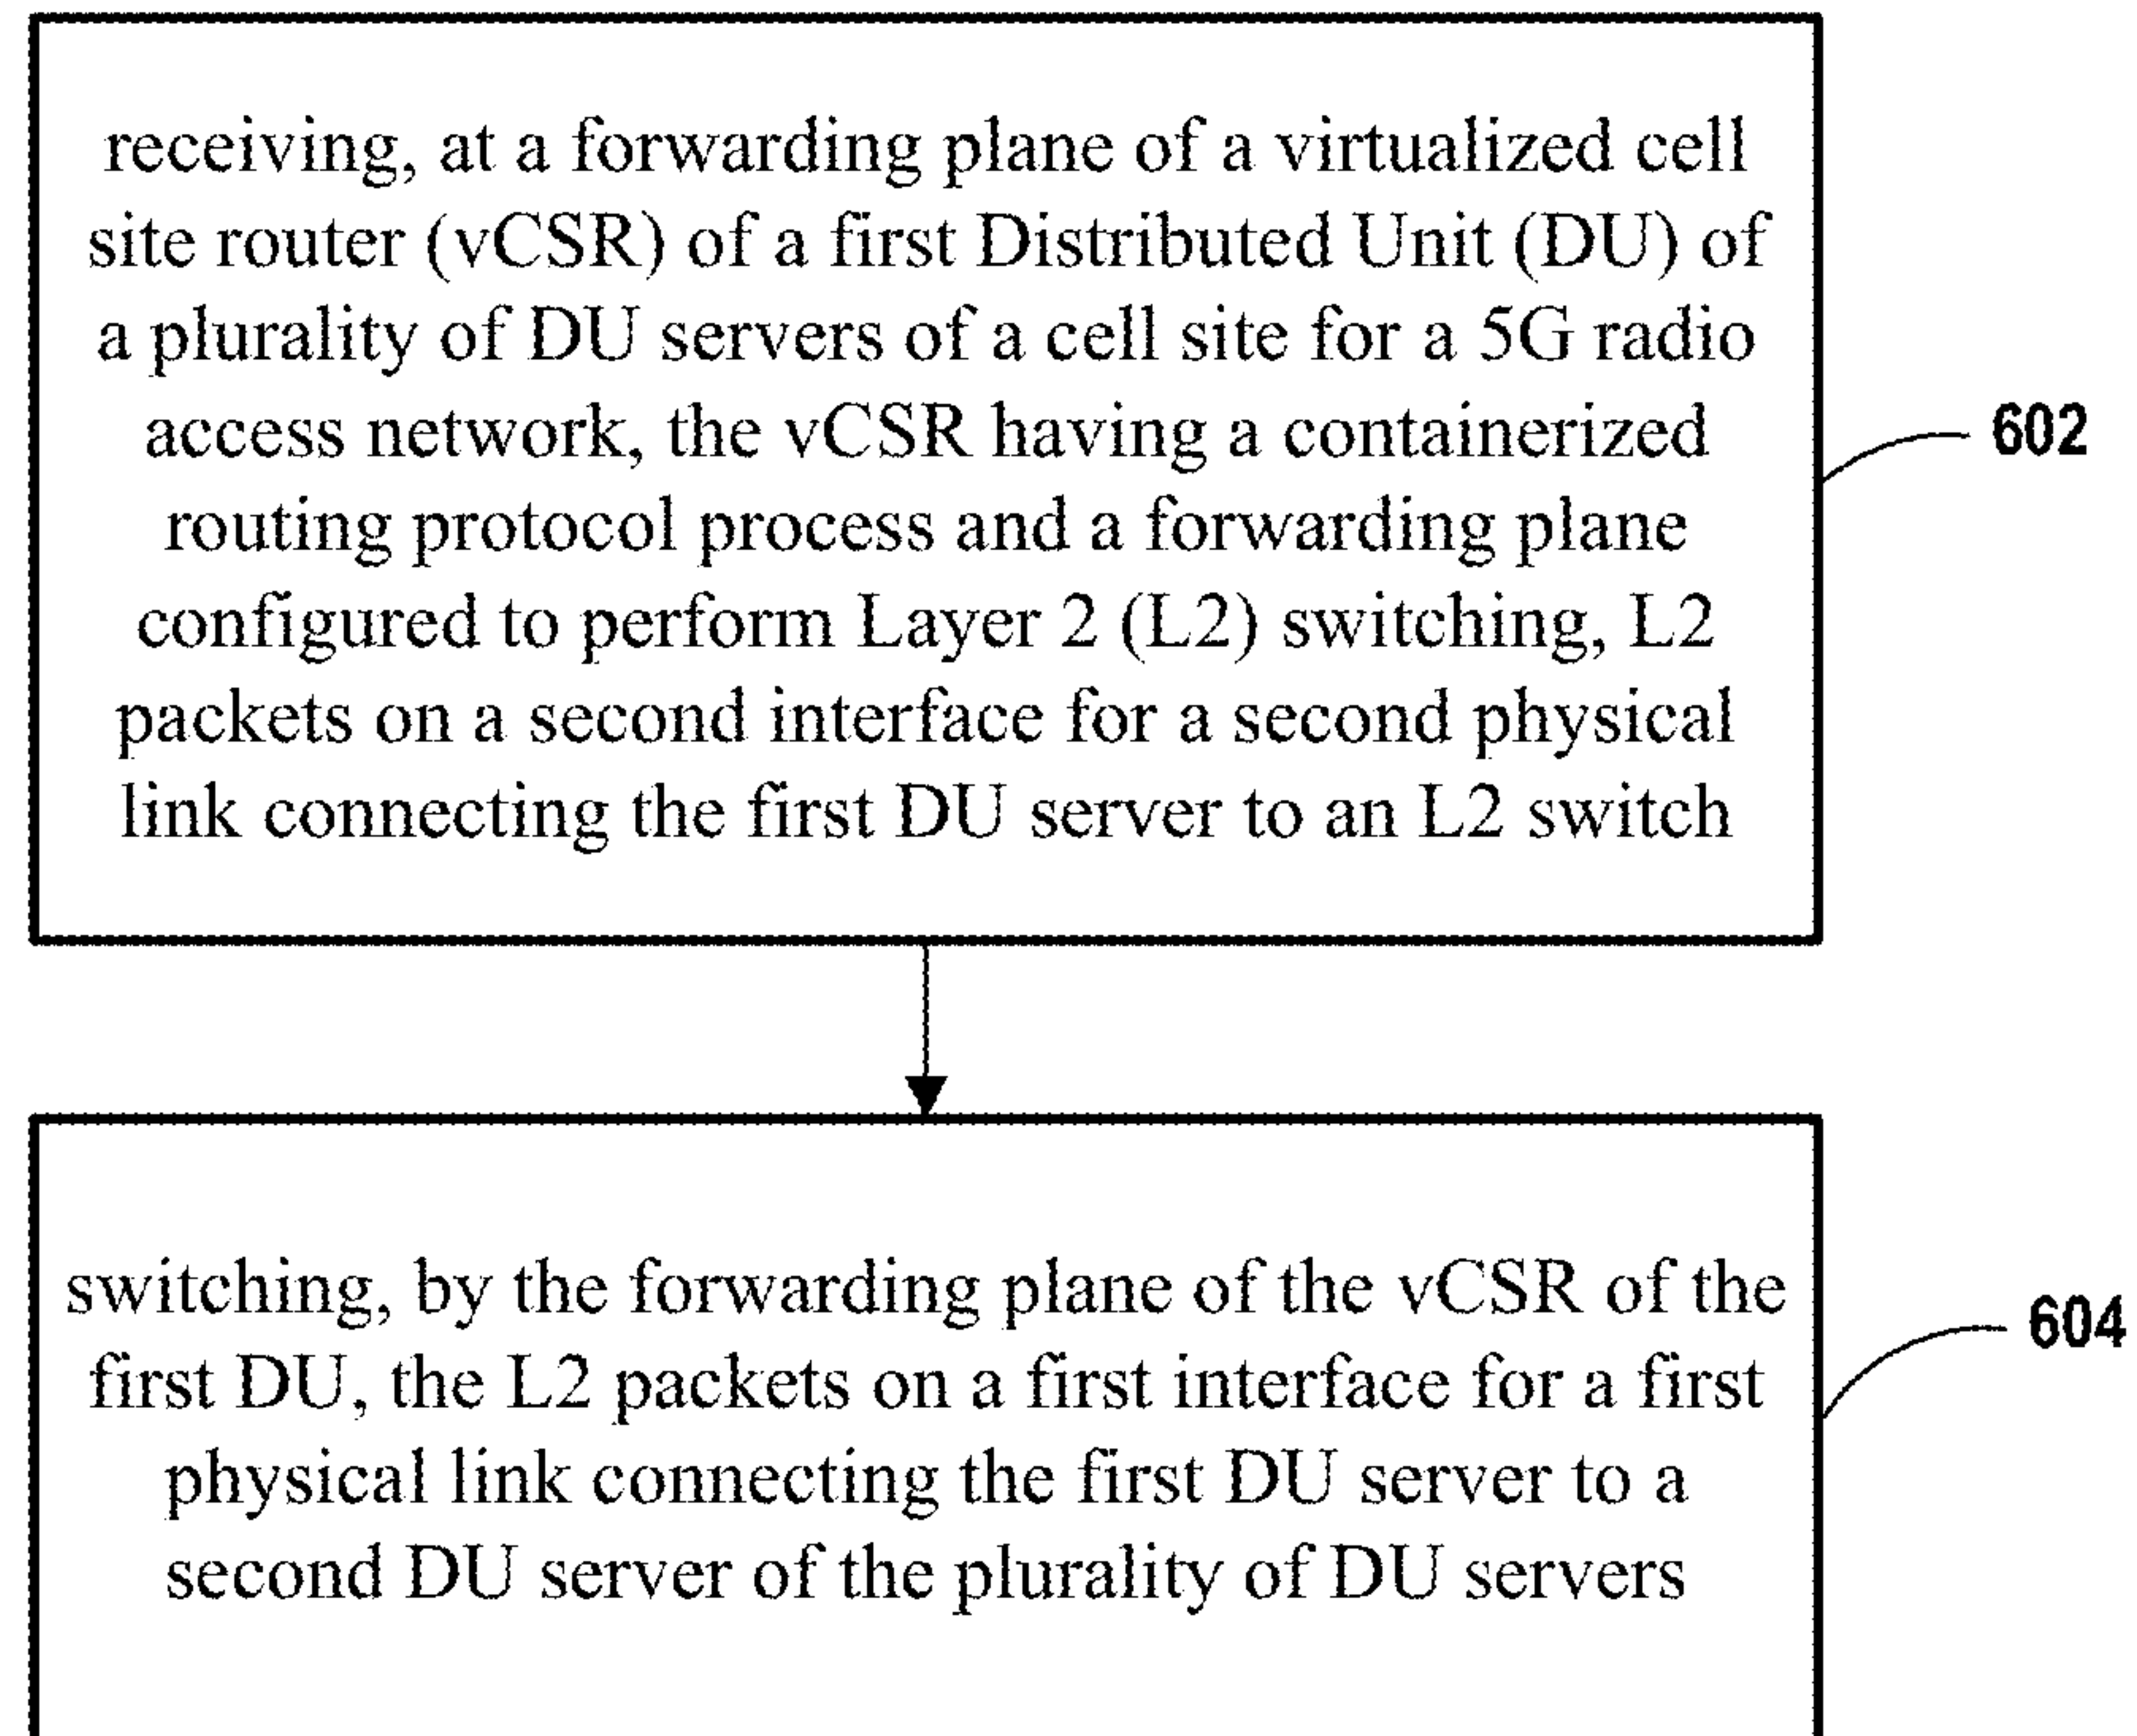 receiving, at a forwarding plane of a virtualized cell
site router (vCSR) of a first Distributed Unit (DU) of
a plurality of DU servers of a cell site for a 5G radio
access network, the vCSR having a containerized
routing protocol process and a forwarding plane
configured to perform Layer 2 (L2) switching, L2
packets on a second interface for a second physical
link connecting the first DU server to an L2 switch
602
switching, by the forwarding plane of the vCSR of the
first DU, the L2 packets on a first interface for a first
physical link connecting the first DU server to a
second DU server of the plurality of DU servers
604